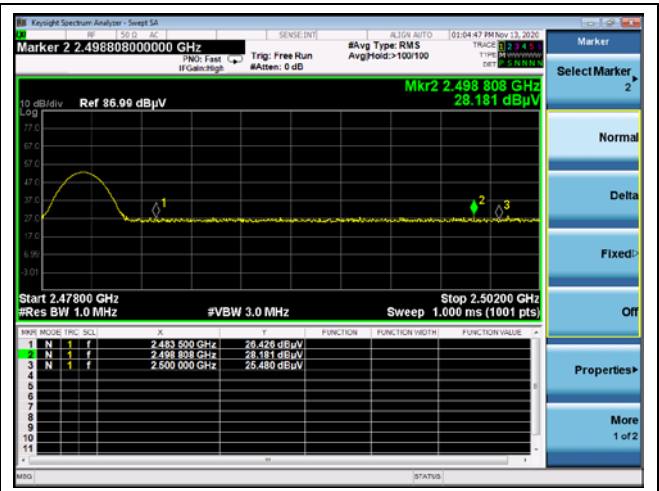 Keysight Spectrum Analyzer - Swept SA
RF 50 Ω AC SENSE:INT ALIGN AUTO 01:04:47 PM Nov 13, 2020
Marker 2 2.498808000000 GHz
PNO: Fast
IFGain:High
Trig: Free Run
#Atten: 0 dB
#Avg Type: RMS
Avg|Hold:>100/100
TRACE 1 2 3 4 5 6
TYPE M
DET P S N N N N
Marker
Select Marker
2
Normal
Delta
Fixed
Off
Properties
More
1 of 2
Mkr2 2.498 808 GHz
28.181 dBµV
10 dB/div Ref 86.99 dBµV
Log
77.0
67.0
57.0
47.0
37.0
27.0
17.0
6.99
-3.01
1
2
3
Start 2.47800 GHz Stop 2.50200 GHz
#Res BW 1.0 MHz #VBW 3.0 MHz Sweep 1.000 ms (1001 pts)
MKR MODE TRC SCL X Y FUNCTION FUNCTION WIDTH FUNCTION VALUE
1 N 1 f 2.483 500 GHz 26.426 dBµV
2 N 1 f 2.498 808 GHz 28.181 dBµV
3 N 1 f 2.500 000 GHz 25.480 dBµV
4
5
6
7
8
9
10
11
MSG STATUS